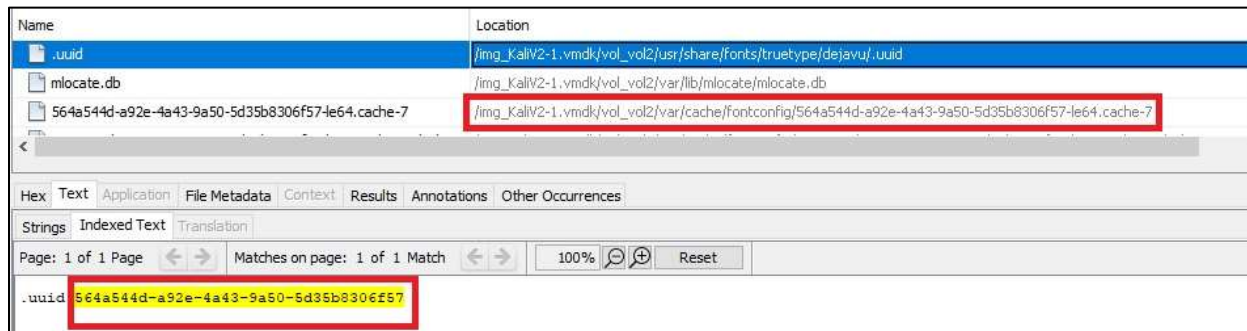 Name Location
.uuid /img_KaliV2-1.vmdk/vol_vol2/usr/share/fonts/truetype/dejavu/.uuid
mlocate.db /img_KaliV2-1.vmdk/vol_vol2/var/lib/mlocate/mlocate.db
564a544d-a92e-4a43-9a50-5d35b8306f57-le64.cache-7 /img_KaliV2-1.vmdk/vol_vol2/var/cache/fontconfig/564a544d-a92e-4a43-9a50-5d35b8306f57-le64.cache-7
Hex Text Application File Metadata Context Results Annotations Other Occurrences
Strings Indexed Text Translation
Page: 1 of 1 Page Matches on page: 1 of 1 Match 100% Reset
.uuid 564a544d-a92e-4a43-9a50-5d35b8306f57